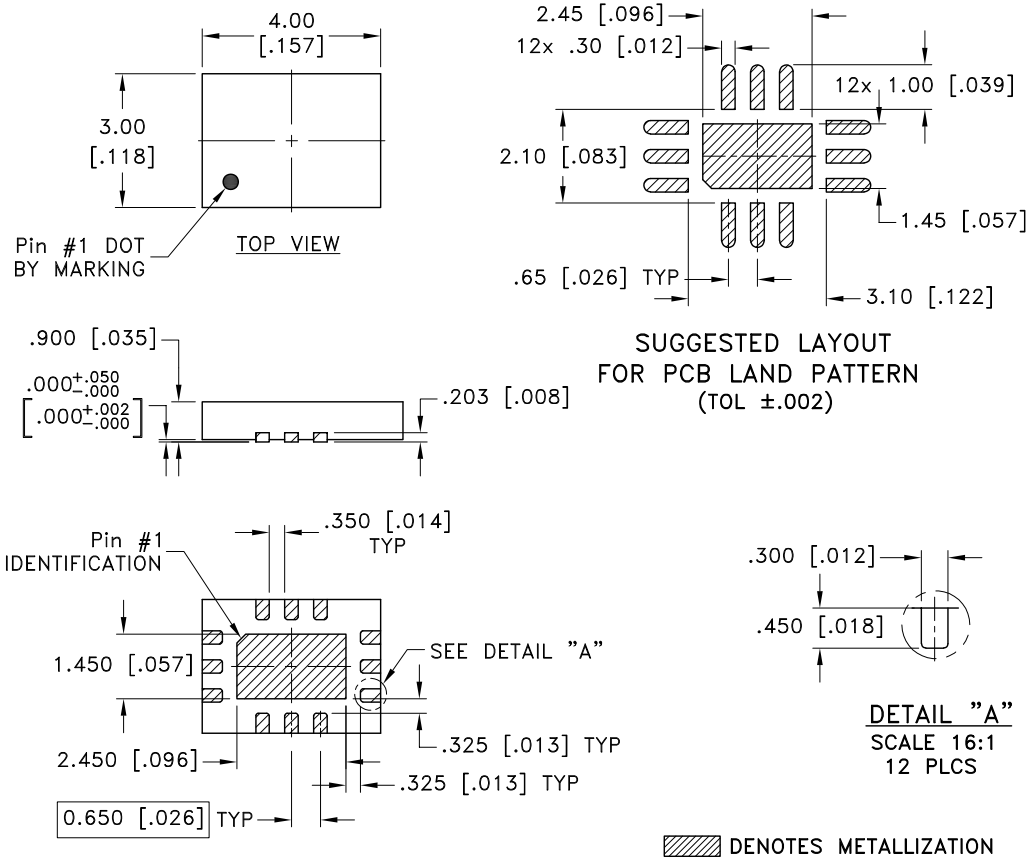 4.00
[.157]
3.00
[.118]
Pin #1 DOT
BY MARKING
TOP VIEW
2.45 [.096]
12x .30 [.012]
12x 1.00 [.039]
2.10 [.083]
1.45 [.057]
.65 [.026] TYP
3.10 [.122]
SUGGESTED LAYOUT
FOR PCB LAND PATTERN
(TOL ±.002)
.900 [.035]
.000+.050
-.000
[.000+.002
-.000]
.203 [.008]
Pin #1
IDENTIFICATION
.350 [.014]
TYP
1.450 [.057]
SEE DETAIL "A"
2.450 [.096]
.325 [.013] TYP
.325 [.013] TYP
0.650 [.026] TYP
.300 [.012]
.450 [.018]
DETAIL "A"
SCALE 16:1
12 PLCS
DENOTES METALLIZATION